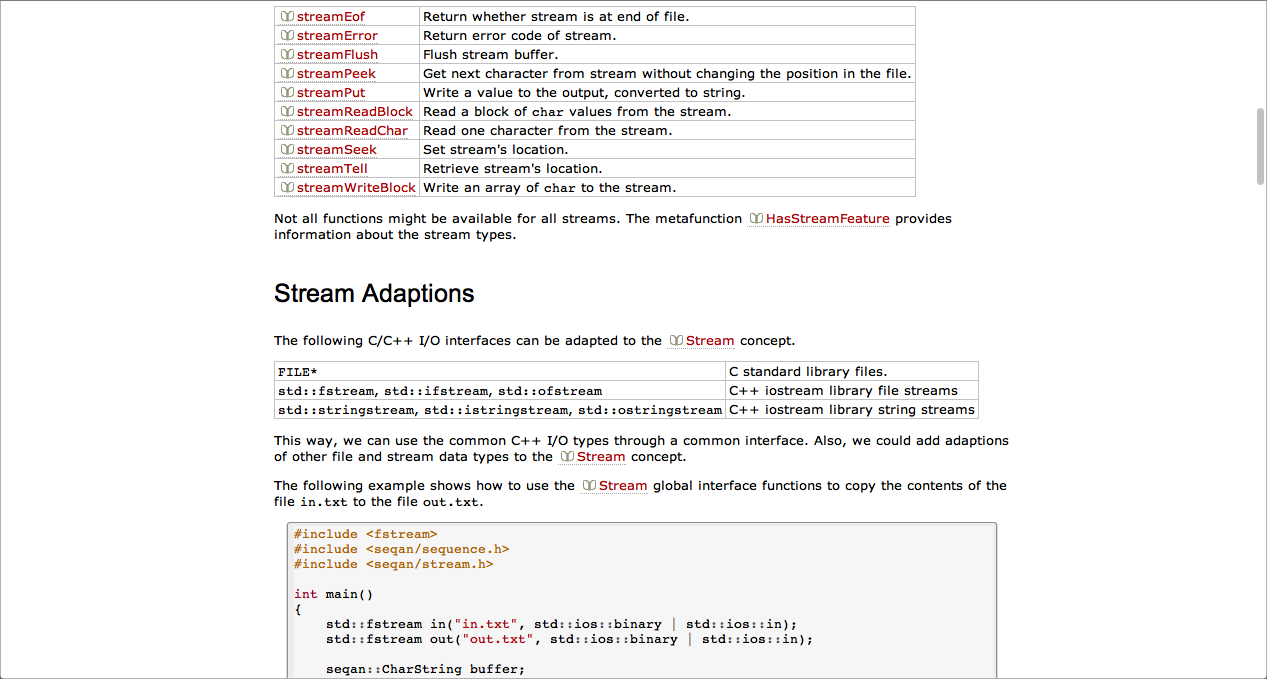 streamEof Return whether stream is at end of file.
streamError Return error code of stream.
streamFlush Flush stream buffer.
streamPeek Get next character from stream without changing the position in the file.
streamPut Write a value to the output, converted to string.
streamReadBlock Read a block of char values from the stream.
streamReadChar Read one character from the stream.
streamSeek Set stream's location.
streamTell Retrieve stream's location.
streamWriteBlock Write an array of char to the stream.
Not all functions might be available for all streams. The metafunction HasStreamFeature provides
information about the stream types.
Stream Adaptions
The following C/C++ I/O interfaces can be adapted to the Stream concept.
FILE* C standard library files.
std::fstream, std::ifstream, std::ofstream C++ iostream library file streams
std::stringstream, std::istringstream, std::ostringstream C++ iostream library string streams
This way, we can use the common C++ I/O types through a common interface. Also, we could add adaptions
of other file and stream data types to the Stream concept.
The following example shows how to use the Stream global interface functions to copy the contents of the
file in.txt to the file out.txt.
#include <fstream>
#include <seqan/sequence.h>
#include <seqan/stream.h>
int main()
{
std::fstream in("in.txt", std::ios::binary | std::ios::in);
std::fstream out("out.txt", std::ios::binary | std::ios::in);
seqan::CharString buffer;